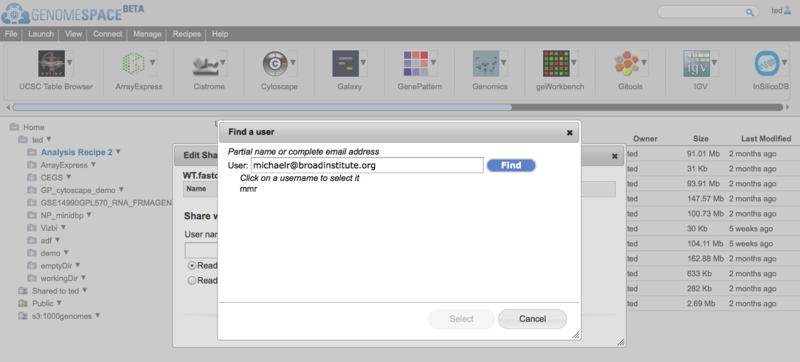 GENOMESPACE BETA
ted
File Launch View Connect Manage Recipes Help
UCSC Table Browser ArrayExpress Cistrome Cytoscape Galaxy GenePattern Genomica geWorkbench Gitools IGV InSilicoDB
igv
Home
ted
Analysis Recipe 2
ArrayExpress
CEGS
GP_cytoscape_demo
GSE14990GPL570_RNA_FRMAGEN
NP_minidbp
Vizbi
adf
demo
emptyDir
workingDir
Shared to ted
Public
s3:1000genomes
Edit Sha
WT.fasto
Name
Share w
User nam
Read
Read
Find a user
Partial name or complete email address
User: michaelr@broadinstitute.org Find
Click on a username to select it
mmr
Select Cancel
Owner Size Last Modified
ted 91.01 Mb 2 months ago
ted 31 Kb 2 months ago
ted 93.91 Mb 2 months ago
ted 147.57 Mb 2 months ago
ted 100.73 Mb 2 months ago
ted 30 Kb 5 weeks ago
ted 104.11 Mb 5 weeks ago
ted 162.88 Mb 2 months ago
ted 633 Kb 2 months ago
ted 282 Kb 2 months ago
ted 2.69 Mb 2 months ago